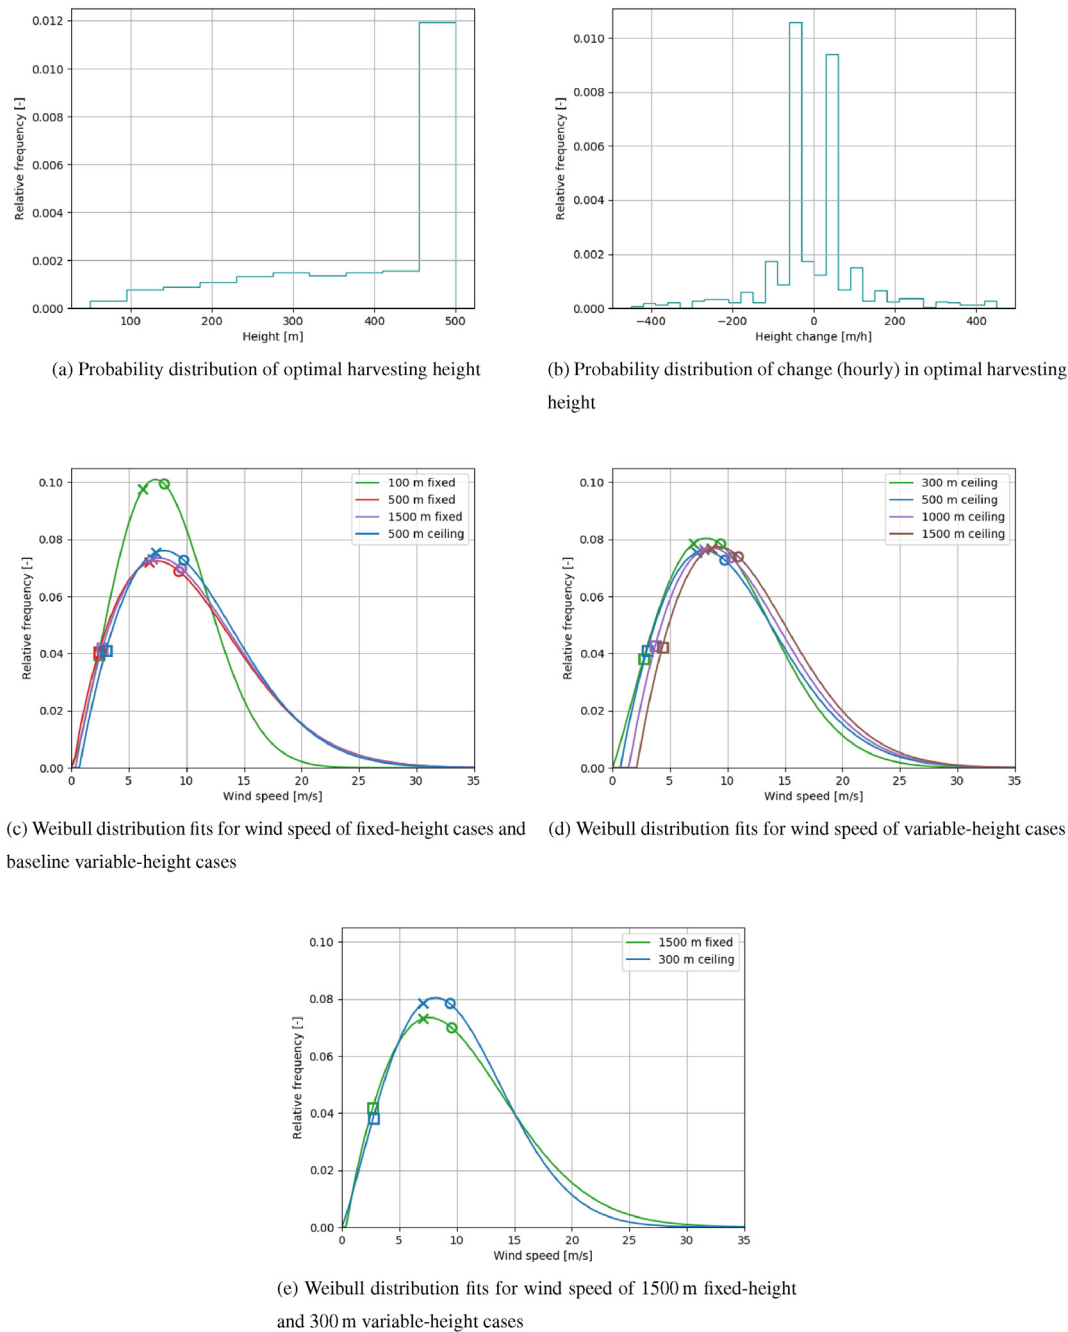 0.012
0.010
0.008
0.006
0.004
0.002
0.000
Relative frequency [-]
100 200 300 400 500
Height [m]
(a) Probability distribution of optimal harvesting height
0.010
0.008
0.006
0.004
0.002
0.000
Relative frequency [-]
−400 −200 0 200 400
Height change [m/h]
(b) Probability distribution of change (hourly) in optimal harvesting
height
0.10
0.08
0.06
0.04
0.02
0.00
Relative frequency [-]
100 m fixed
500 m fixed
1500 m fixed
500 m ceiling
0 5 10 15 20 25 30 35
Wind speed [m/s]
(c) Weibull distribution fits for wind speed of fixed-height cases and
baseline variable-height cases
0.10
0.08
0.06
0.04
0.02
0.00
Relative frequency [-]
300 m ceiling
500 m ceiling
1000 m ceiling
1500 m ceiling
0 5 10 15 20 25 30 35
Wind speed [m/s]
(d) Weibull distribution fits for wind speed of variable-height cases
0.10
0.08
0.06
0.04
0.02
0.00
Relative frequency [-]
1500 m fixed
300 m ceiling
0 5 10 15 20 25 30 35
Wind speed [m/s]
(e) Weibull distribution fits for wind speed of 1500 m fixed-height
and 300 m variable-height cases